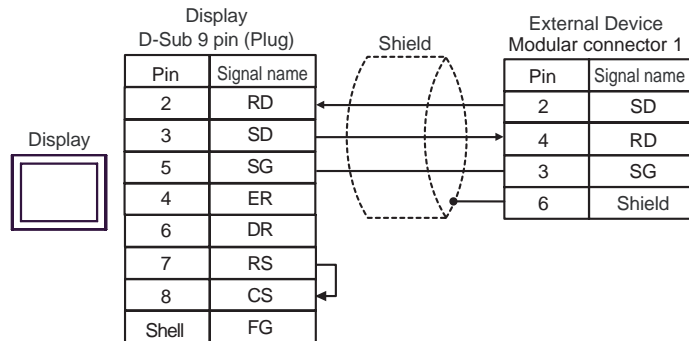 Display
D-Sub 9 pin (Plug)
Shield
External Device
Modular connector 1
Display
Pin Signal name
2 RD
3 SD
5 SG
4 ER
6 DR
7 RS
8 CS
Shell FG
Pin Signal name
2 SD
4 RD
3 SG
6 Shield